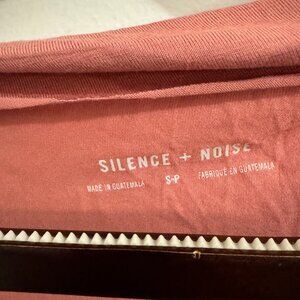 SILENCE + NOISE
MADE IN GUATEMALA S-P FABRIQUÉ EN GUATEMALA